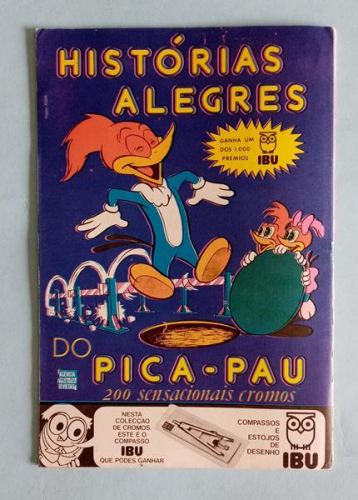 HISTÓRIAS
ALEGRES
GANHA UM
DOS 1.000
PREMIOS
IBU
DO
PICA-PAU
200 sensacionais cromos
NESTA
COLECÇÃO
DE CROMOS.
ESTE É O
COMPASSO
IBU
QUE PODES GANHAR
COMPASSOS
E
ESTOJOS
DE
DESENHO
IBU